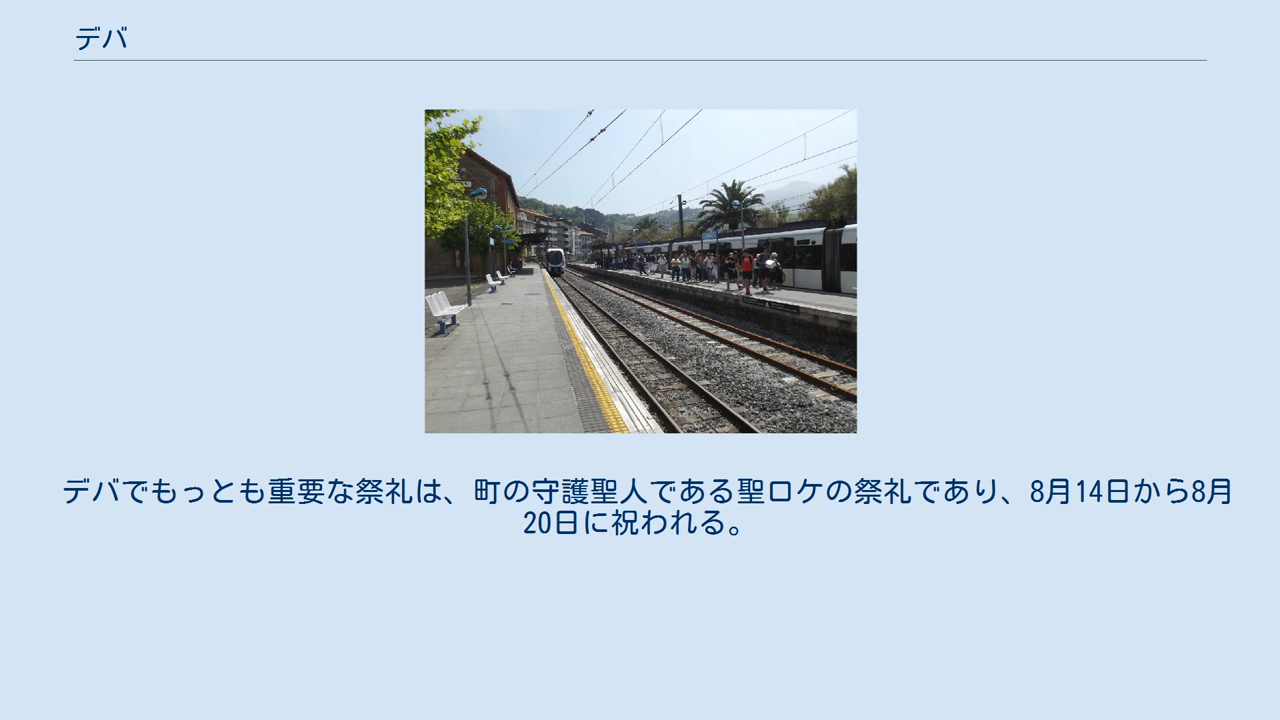 デバ
デバでもっとも重要な祭礼は、町の守護聖人である聖ロケの祭礼であり、8月14日から8月
20日に祝われる。